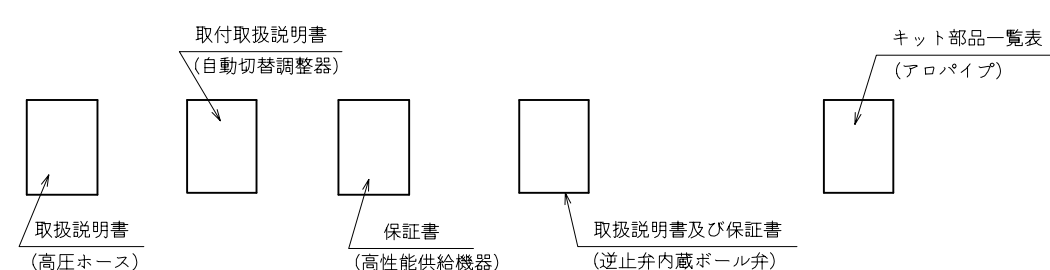 取付取扱説明書
(自動切替調整器)
キット部品一覧表
(アロパイプ)
取扱説明書
(高圧ホース)
保証書
(高性能供給機器)
取扱説明書及び保証書
(逆止弁内蔵ボール弁)